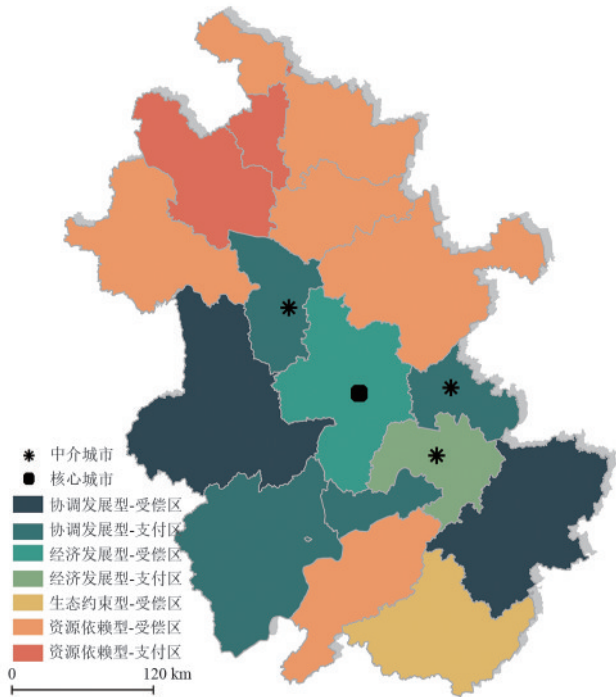 中介城市
核心城市
协调发展型-受偿区
协调发展型-支付区
经济发展型-受偿区
经济发展型-支付区
生态约束型-受偿区
资源依赖型-受偿区
资源依赖型-支付区
0 120 km